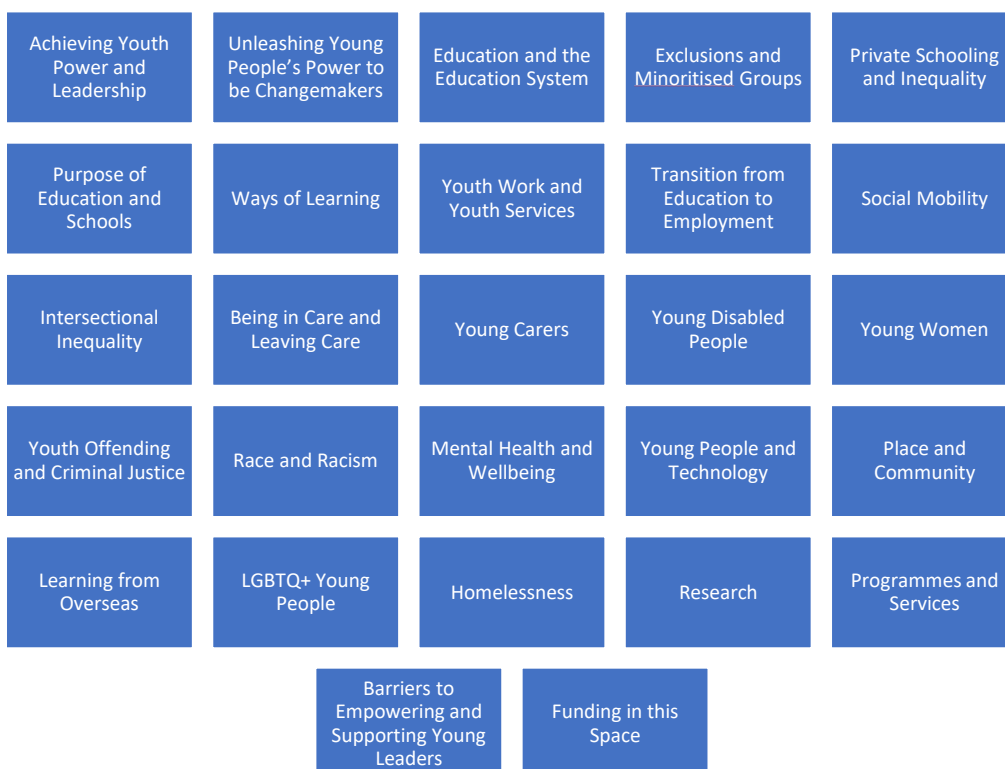 Achieving Youth
Power and
Leadership
Unleashing Young
People's Power to
be Changemakers
Education and the
Education System
Exclusions and
Minoritised Groups
Private Schooling
and Inequality
Purpose of
Education and
Schools
Ways of Learning
Youth Work and
Youth Services
Transition from
Education to
Employment
Social Mobility
Intersectional
Inequality
Being in Care and
Leaving Care
Young Carers
Young Disabled
People
Young Women
Youth Offending
and Criminal Justice
Race and Racism
Mental Health and
Wellbeing
Young People and
Technology
Place and
Community
Learning from
Overseas
LGBTQ+ Young
People
Homelessness
Research
Programmes and
Services
Barriers to
Empowering and
Supporting Young
Leaders
Funding in this
Space